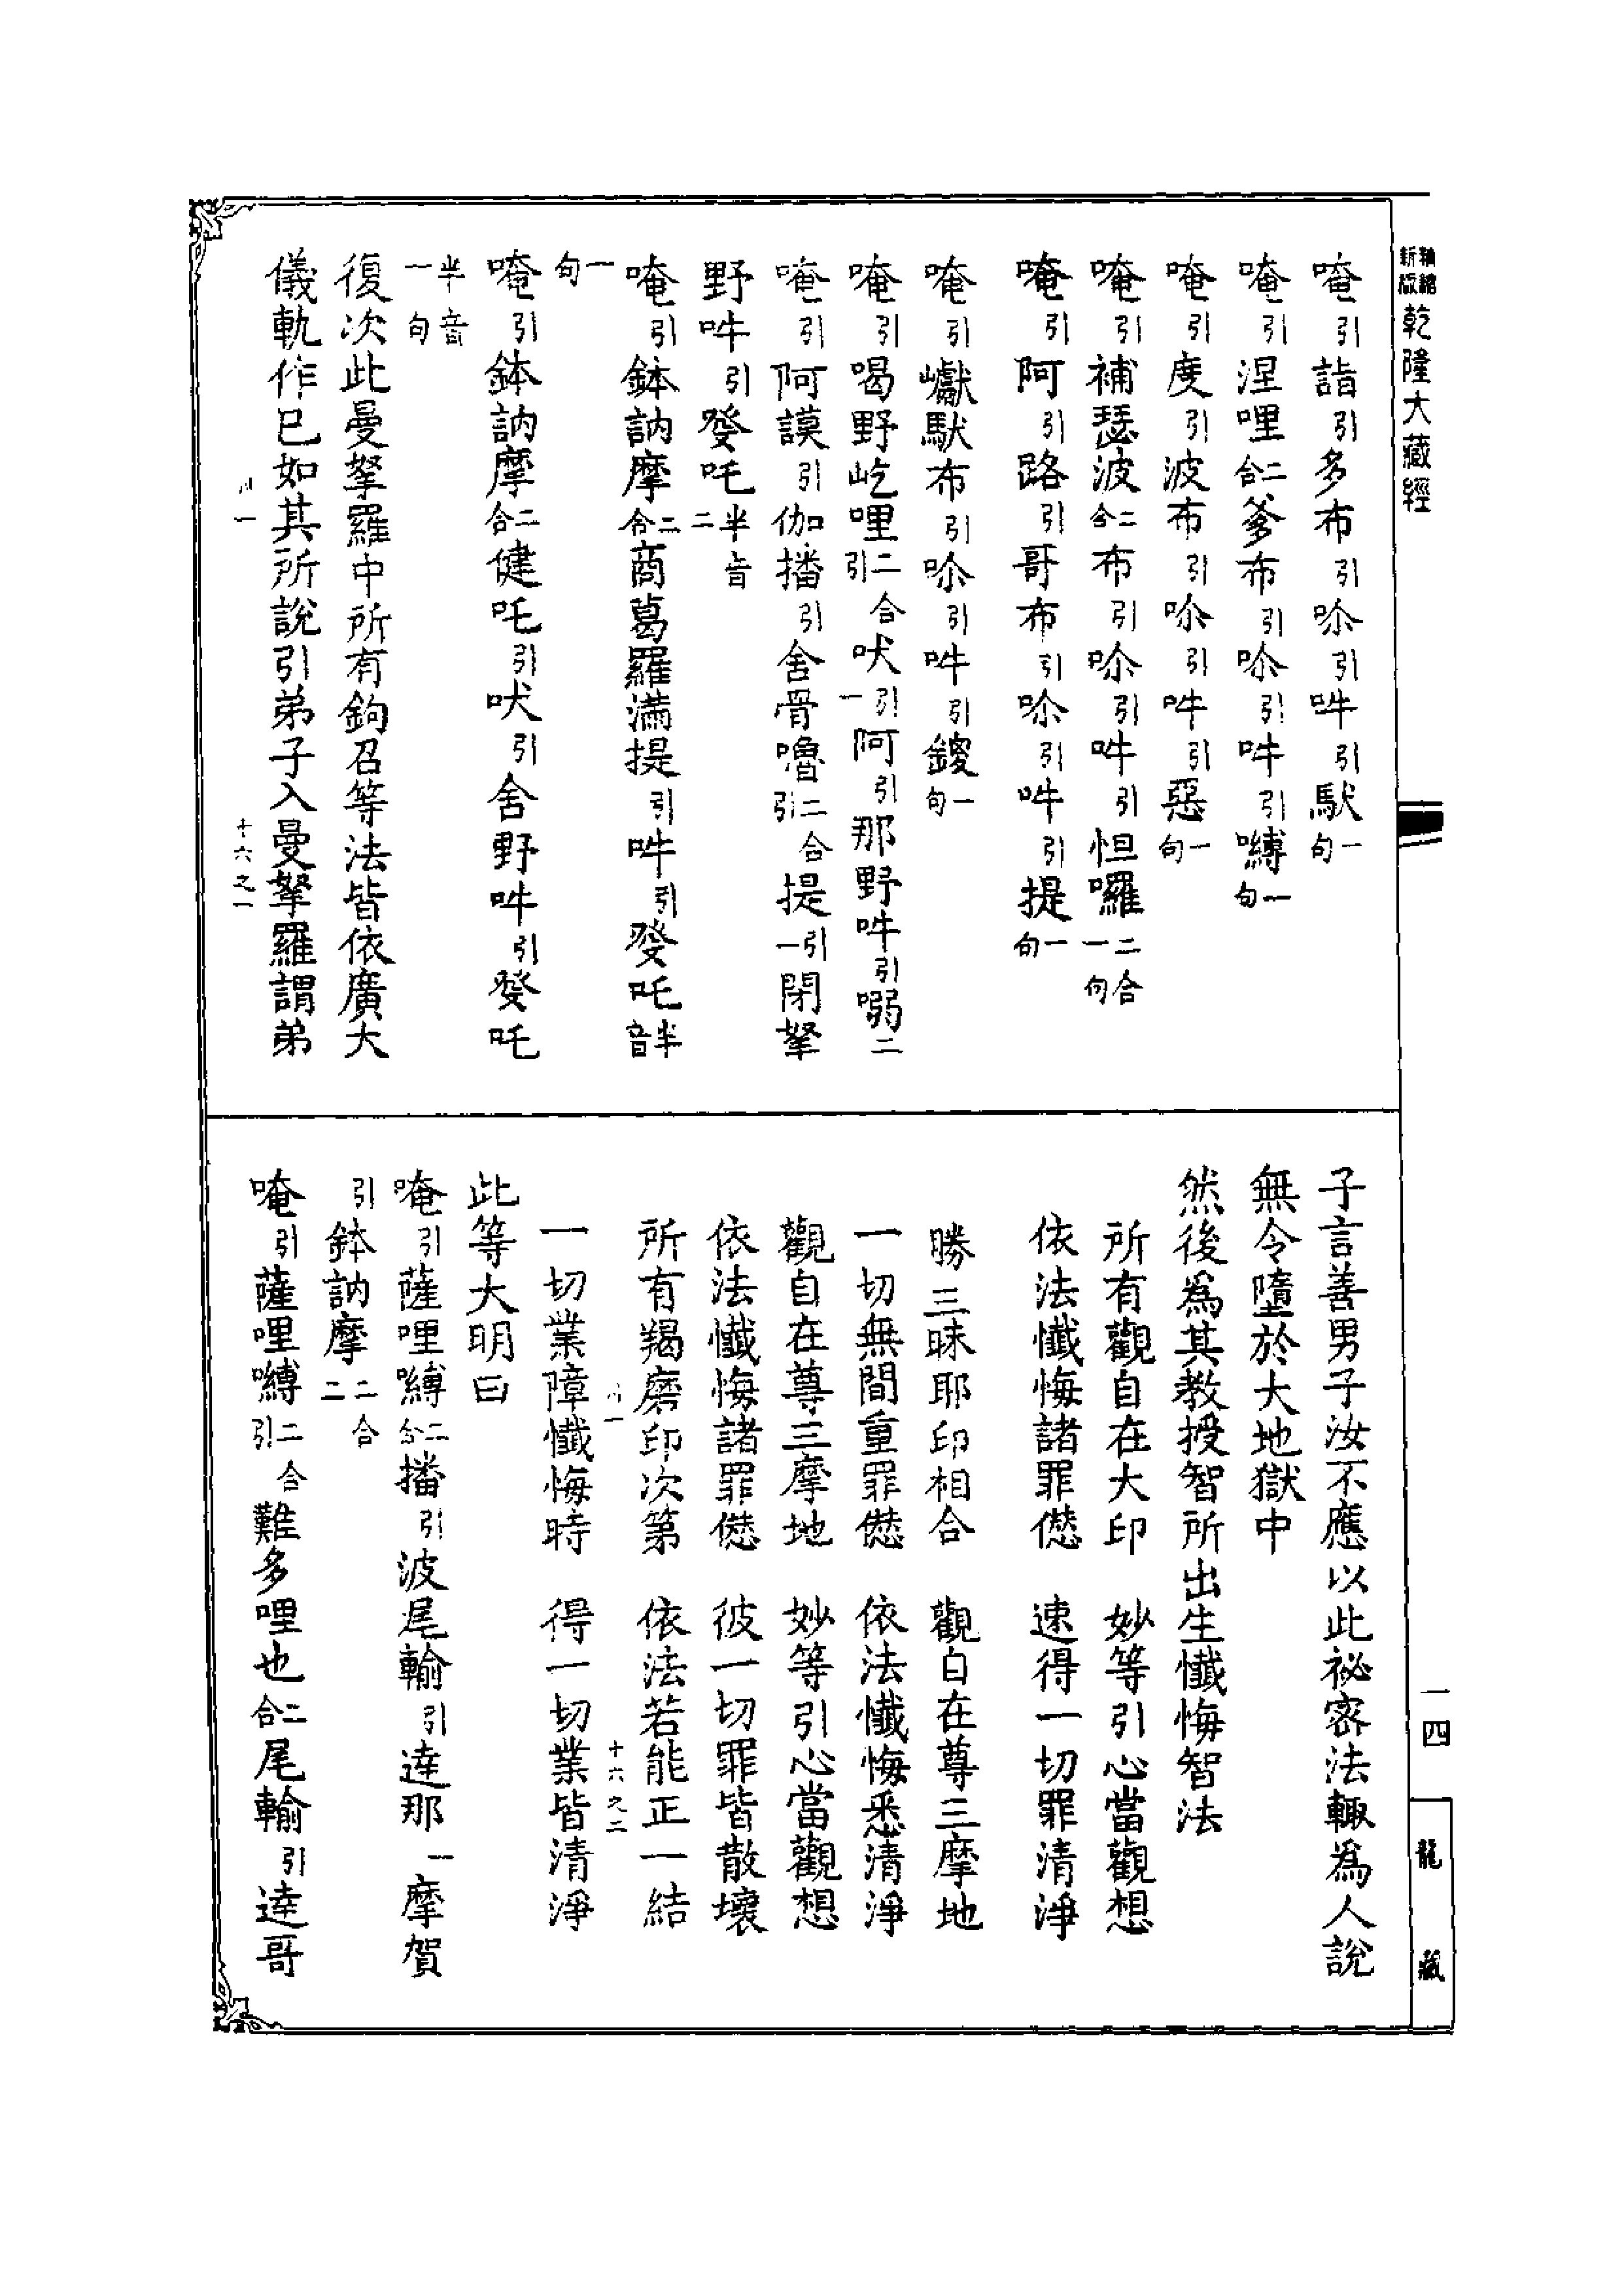 新版精縮乾隆大藏經
唵引詣引多布引㖿引吽引馱一句
唵引涅哩二合爹布引㖿引吽引嚩一句
唵引度引波布引㖿引吽引惡一句
唵引補瑟波二合布引㖿引吽引怛囉二合一句
唵引阿引路引哥布引㖿引吽引提一句
唵引巘馱布引㖿引吽引鑁一句
唵引喝野屹哩二合引吠引一阿引那野吽引嗍二
唵引阿謨引伽播引舍骨嚕二合引提引一閉拏
野吽引癹吒半音二
唵引鉢訥摩二合商葛羅滿提引吽引癹吒半音
一句
唵引鉢訥摩二合健吒引吠引舍野吽引癹吒
半音一句
復次此曼拏羅中所有鉤召等法皆依廣大
儀軌作已如其所說引弟子入曼拏羅謂弟
十六之一
子言善男子汝不應以此祕密法輒為人說
無令墮於大地獄中
然後為其教授智所出生懺悔智法
所有觀自在大印 妙等引心當觀想
依法懺悔諸罪愆 速得一切罪清淨
勝三昧耶印相合 觀自在尊三摩地
一切無間重罪愆 依法懺悔悉清淨
觀自在尊三摩地 妙等引心當觀想
依法懺悔諸罪愆 彼一切罪皆散壞
所有羯磨印次第 依法若能正一結
十六之二
一切業障懺悔時 得一切業皆清淨
此等大明曰
唵引薩哩嚩二合播引波尾輸引達那一摩賀
引鉢訥摩二合二
唵引薩哩嚩二合引難多哩也二合尾輸引達哥
一四
龍藏